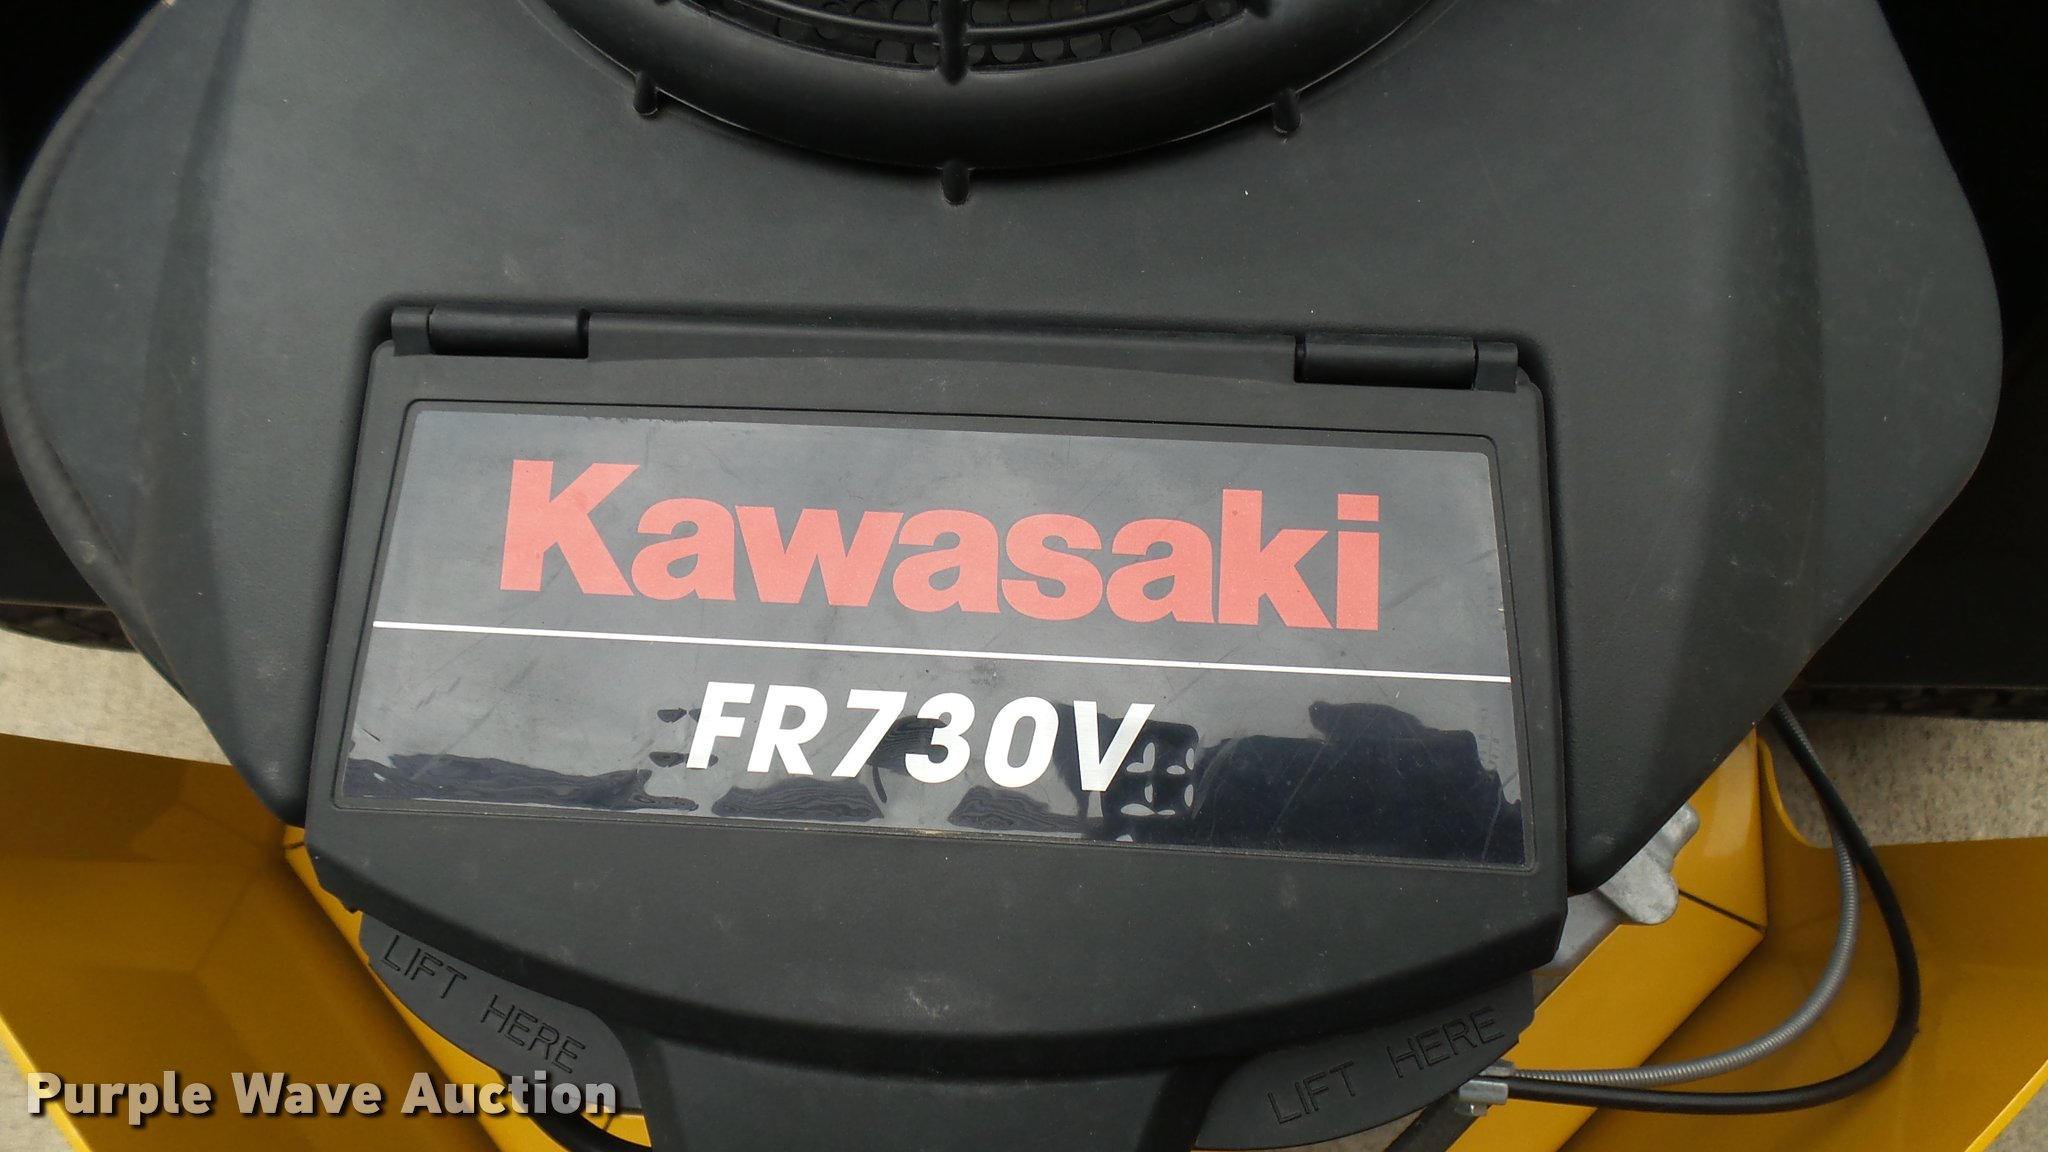 Kawasaki
FR730V
LIFT HERE
LIFT HERE
Purple Wave Auction